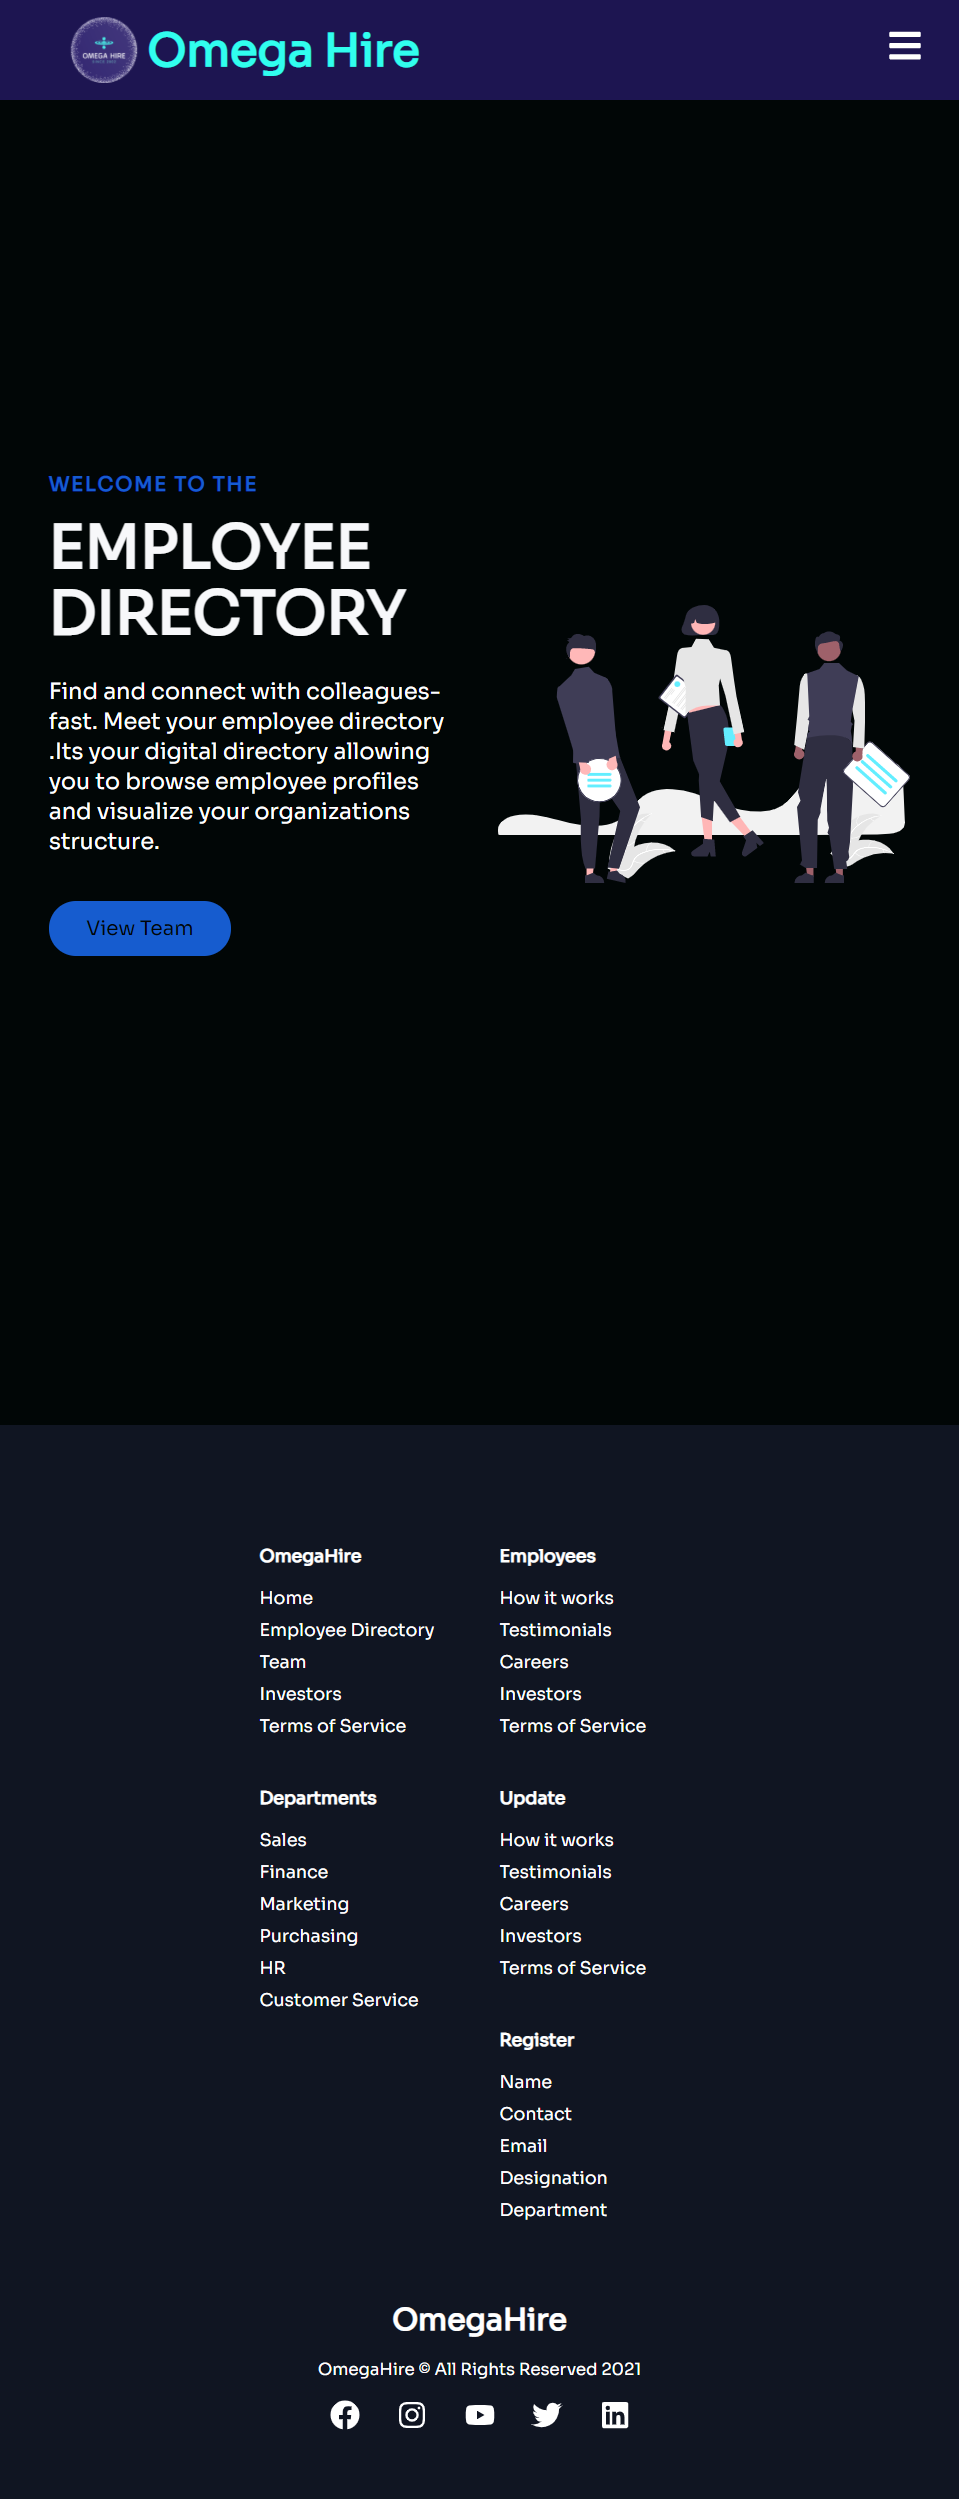 OMEGA HIRE
Omega Hire
WELCOME TO THE
EMPLOYEE
DIRECTORY
Find and connect with colleagues-
fast. Meet your employee directory
.Its your digital directory allowing
you to browse employee profiles
and visualize your organizations
structure.
View Team
OmegaHire
Home
Employee Directory
Team
Investors
Terms of Service
Employees
How it works
Testimonials
Careers
Investors
Terms of Service
Departments
Sales
Finance
Marketing
Purchasing
HR
Customer Service
Update
How it works
Testimonials
Careers
Investors
Terms of Service
Register
Name
Contact
Email
Designation
Department
OmegaHire
OmegaHire © All Rights Reserved 2021